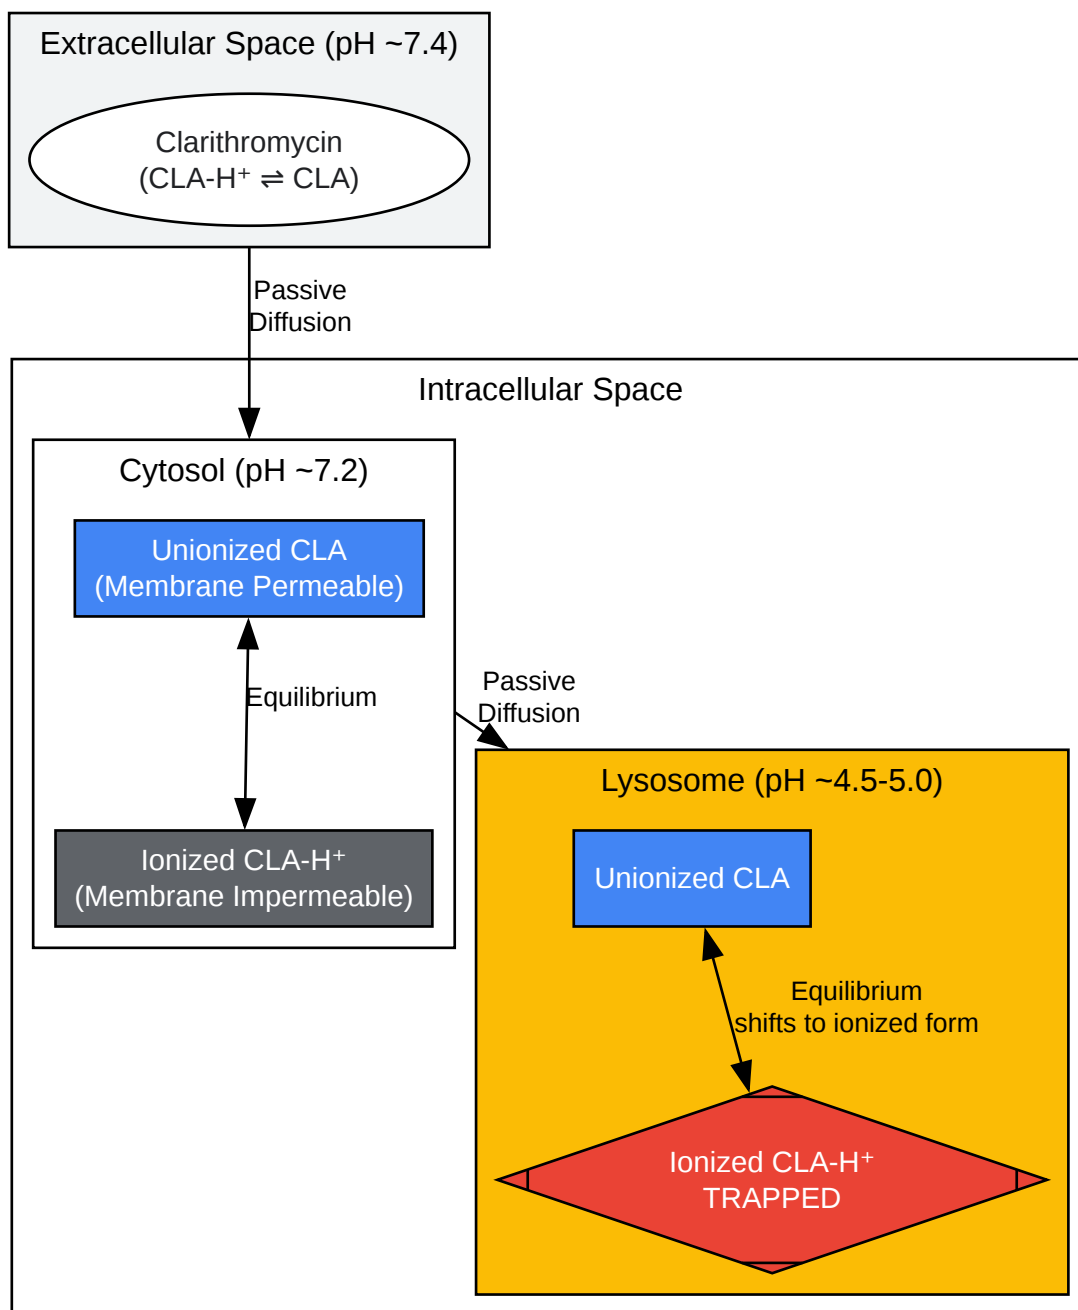 Extracellular Space (pH ~7.4)
Clarithromycin
(CLA-H⁺ ⇌ CLA)
Passive
Diffusion
Intracellular Space
Cytosol (pH ~7.2)
Unionized CLA
(Membrane Permeable)
Equilibrium
Ionized CLA-H⁺
(Membrane Impermeable)
Passive
Diffusion
Lysosome (pH ~4.5-5.0)
Unionized CLA
Equilibrium
shifts to ionized form
Ionized CLA-H⁺
TRAPPED